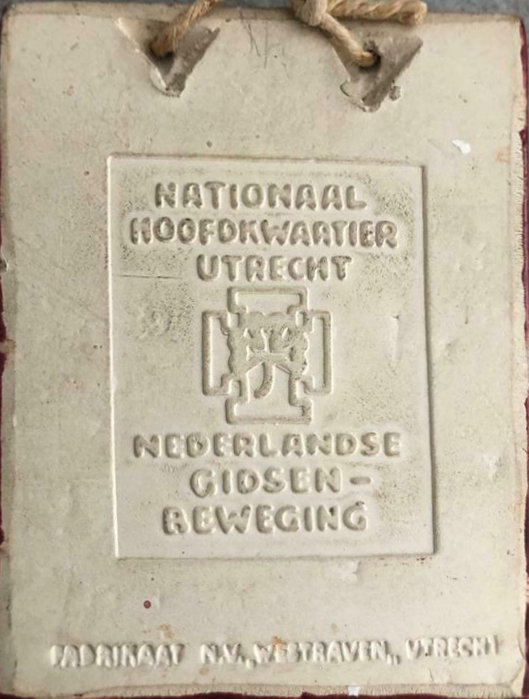 NATIONAAL
HOOFDKWARTIER
UTRECHT
NEDERLANDSE
GIDSEN-
BEWEGING
FABRIKAAT N.V. „WESTRAVEN„ UTRECHT